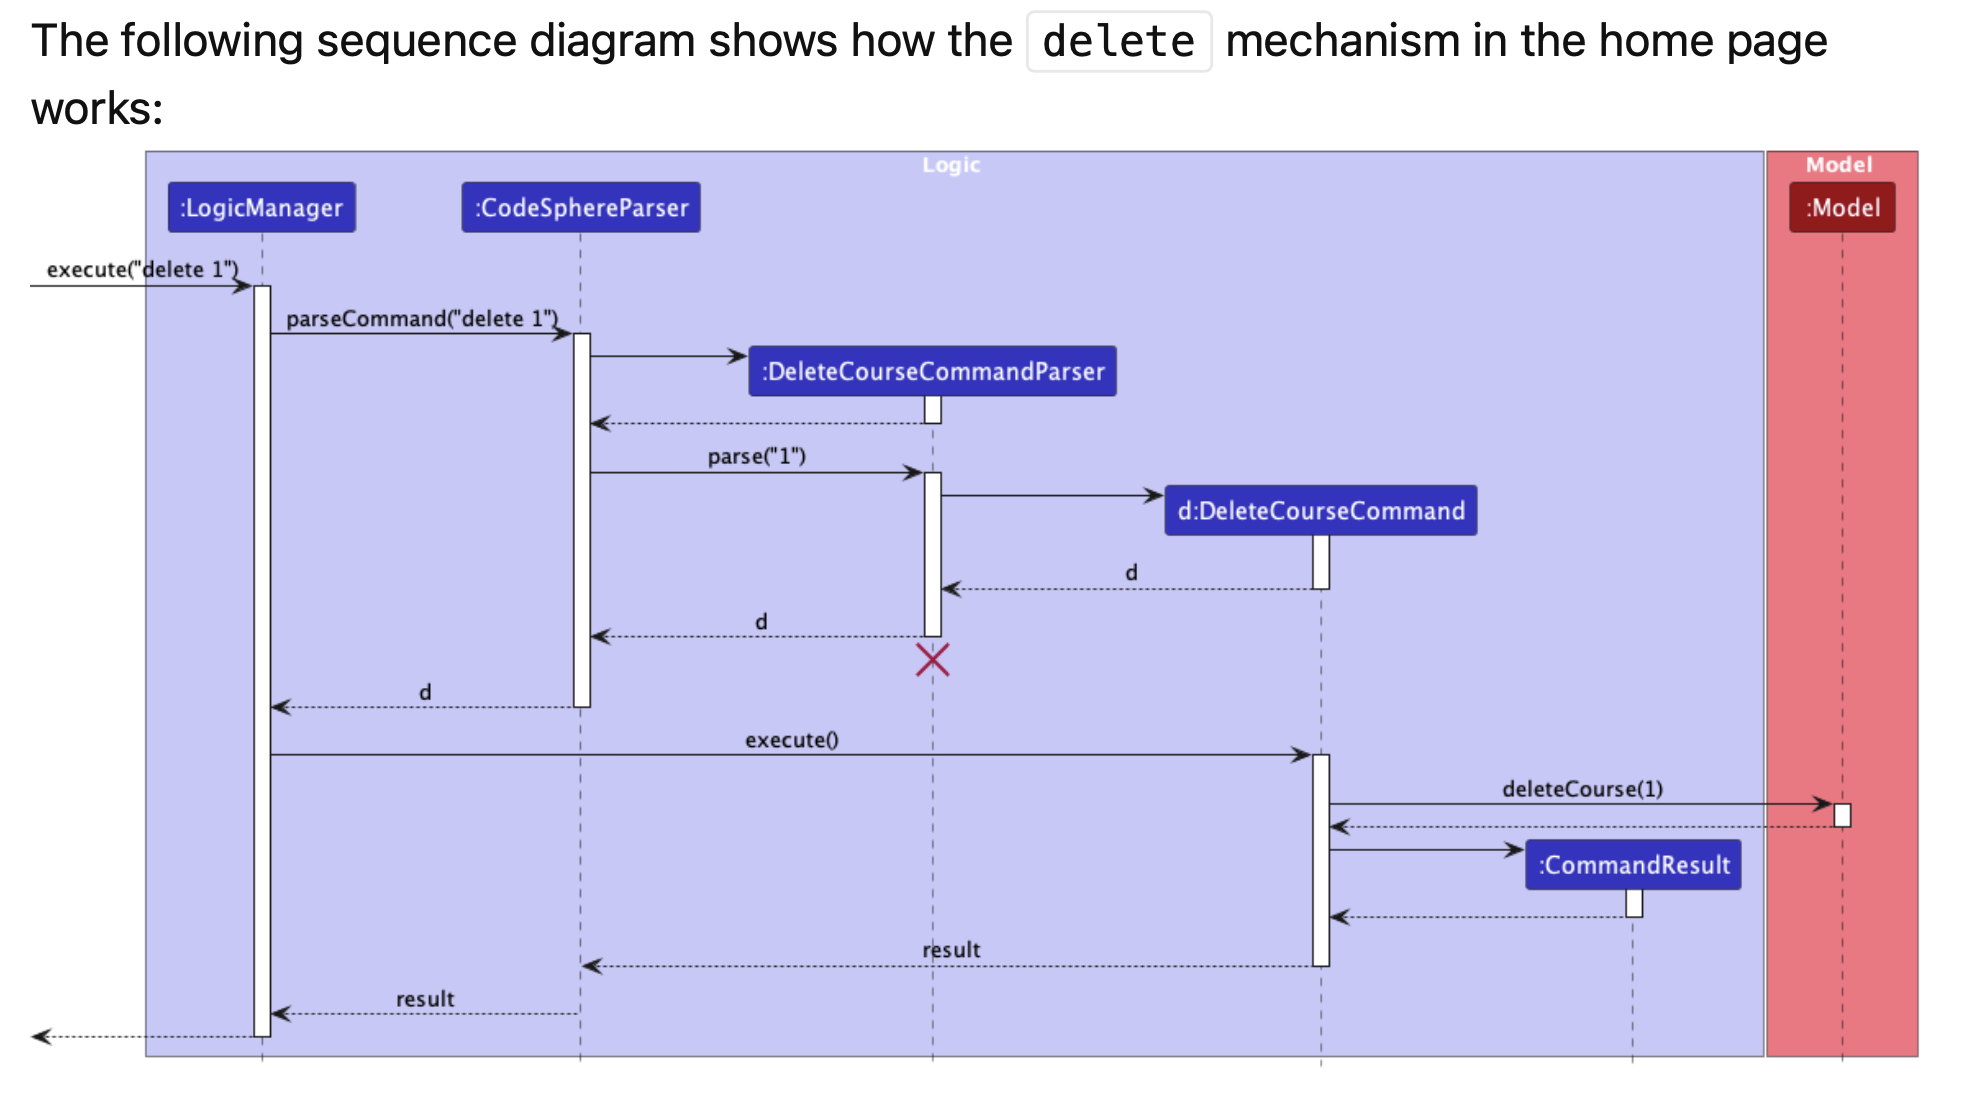 The following sequence diagram shows how the delete mechanism in the home page
works:
Logic
Model
:LogicManager
:CodeSphereParser
:Model
execute("delete 1")
parseCommand("delete 1")
:DeleteCourseCommandParser
parse("1")
d:DeleteCourseCommand
d
d
d
execute()
deleteCourse(1)
:CommandResult
result
result